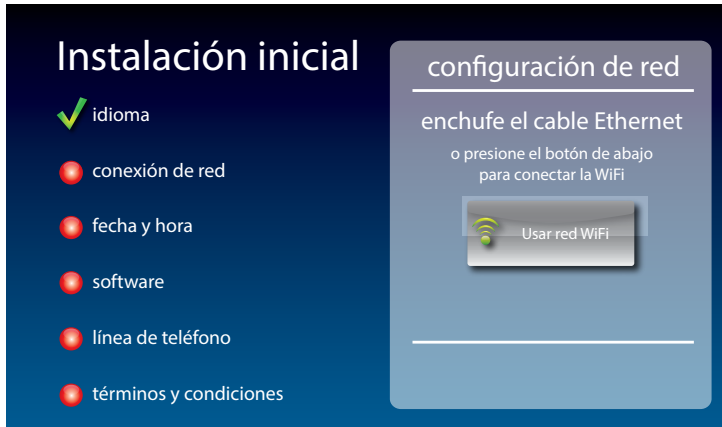 Instalación inicial
idioma
conexión de red
fecha y hora
software
línea de teléfono
términos y condiciones
configuración de red
enchufe el cable Ethernet
o presione el botón de abajo
para conectar la WiFi
Usar red WiFi